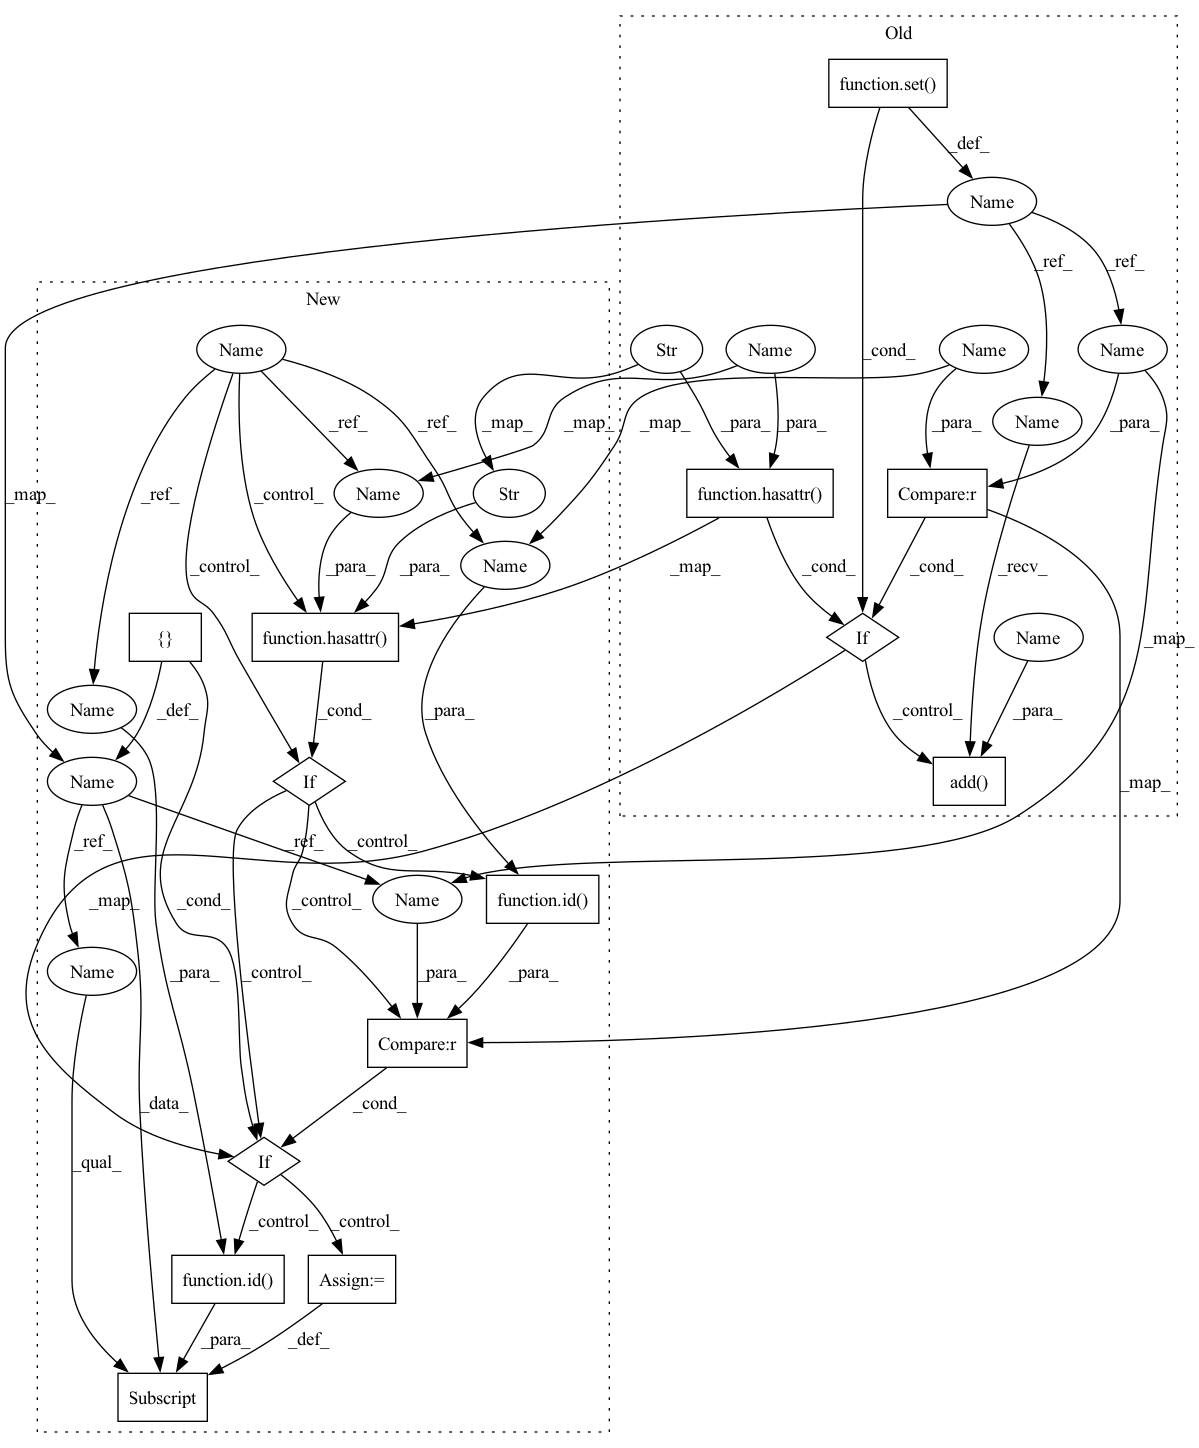 Old
function.set()
_def_
Name
_ref_ _ref_
New
Name Str Name _cond_ Name Name
Name
_ref_ _ref_ _map_ _map_ _map_ _para_ _para_ _para_ _para_
_map_ _ref_ _control_ Name Str function.hasattr() Compare:r
_control_ _para_ _para_ Name _map_ _cond_ _cond_ _recv_
{} function.hasattr() If Name _map_
Name _def_ _cond_ _para_ _control_ _para_
Name If add() _map_
_ref_ _ref_ _control_
_map_ _cond_ _control_ Name function.id()
Name _para_ _control_ _para_ _para_
Compare:r
_data_ _cond_
_qual_ If
_control_ _control_
function.id() Assign:=
_para_ _def_
Subscript